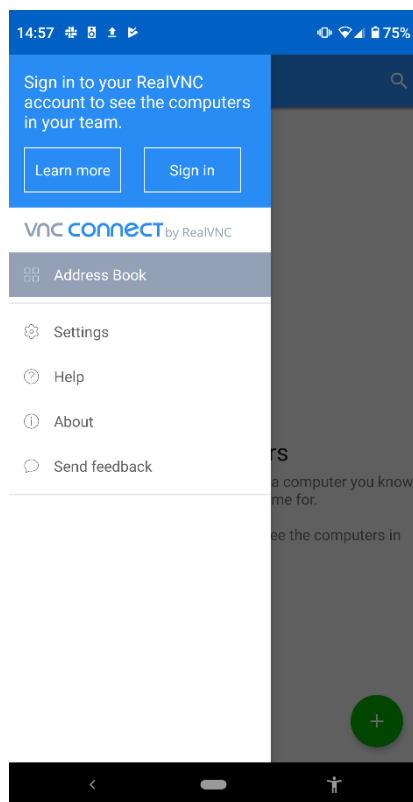 14:57
75%
Sign in to your RealVNC
account to see the computers
in your team.
Learn more
Sign in
vnc connect by RealVNC
Address Book
Settings
Help
About
Send feedback
rs
a computer you know
me for.
ee the computers in